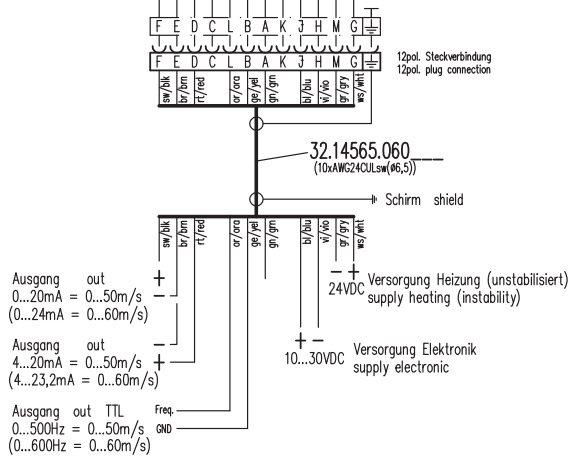 F E D C L B A K J H M G
F E D C L B A K J H M G
12pol. Steckverbindung
12pol. plug connection
sw/blk br/brn rt/red or/ora ge/yel gn/grn bl/blu vi/vio gr/gry ws/wht
32.14565.060___
(10xAWG24CULsw(ø6,5))
Schirm shield
sw/blk br/brn rt/red or/ora ge/yel gn/grn bl/blu vi/vio gr/gry ws/wht
Ausgang out
0...20mA = 0...50m/s
(0...24mA = 0...60m/s)
+
−
− +
24VDC
Versorgung Heizung (unstabilisiert)
supply heating (instability)
Ausgang out
4...20mA = 0...50m/s
(4...23,2mA = 0...60m/s)
−
+
+ −
10...30VDC
Versorgung Elektronik
supply electronic
Ausgang out TTL
0...500Hz = 0...50m/s
(0...600Hz = 0...60m/s)
Freq.
GND